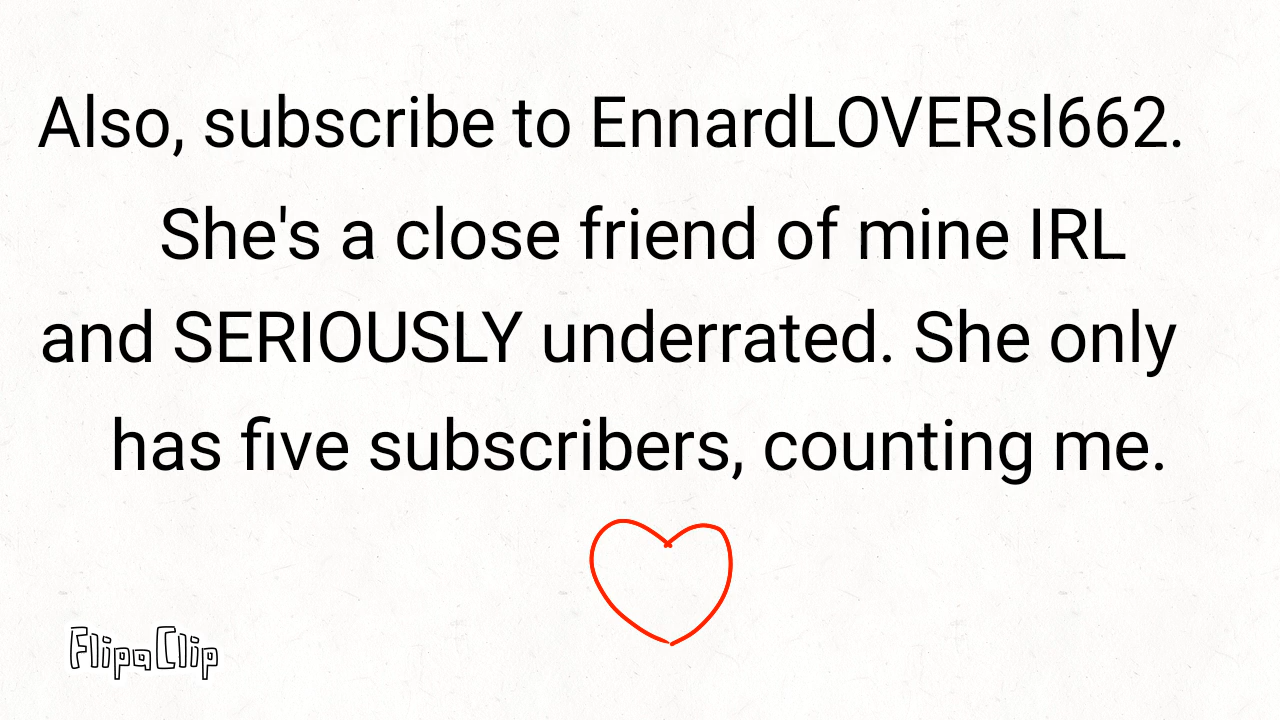 Also, subscribe to EnnardLOVERsl662.
She's a close friend of mine IRL
and SERIOUSLY underrated. She only
has five subscribers, counting me.
FlipaClip